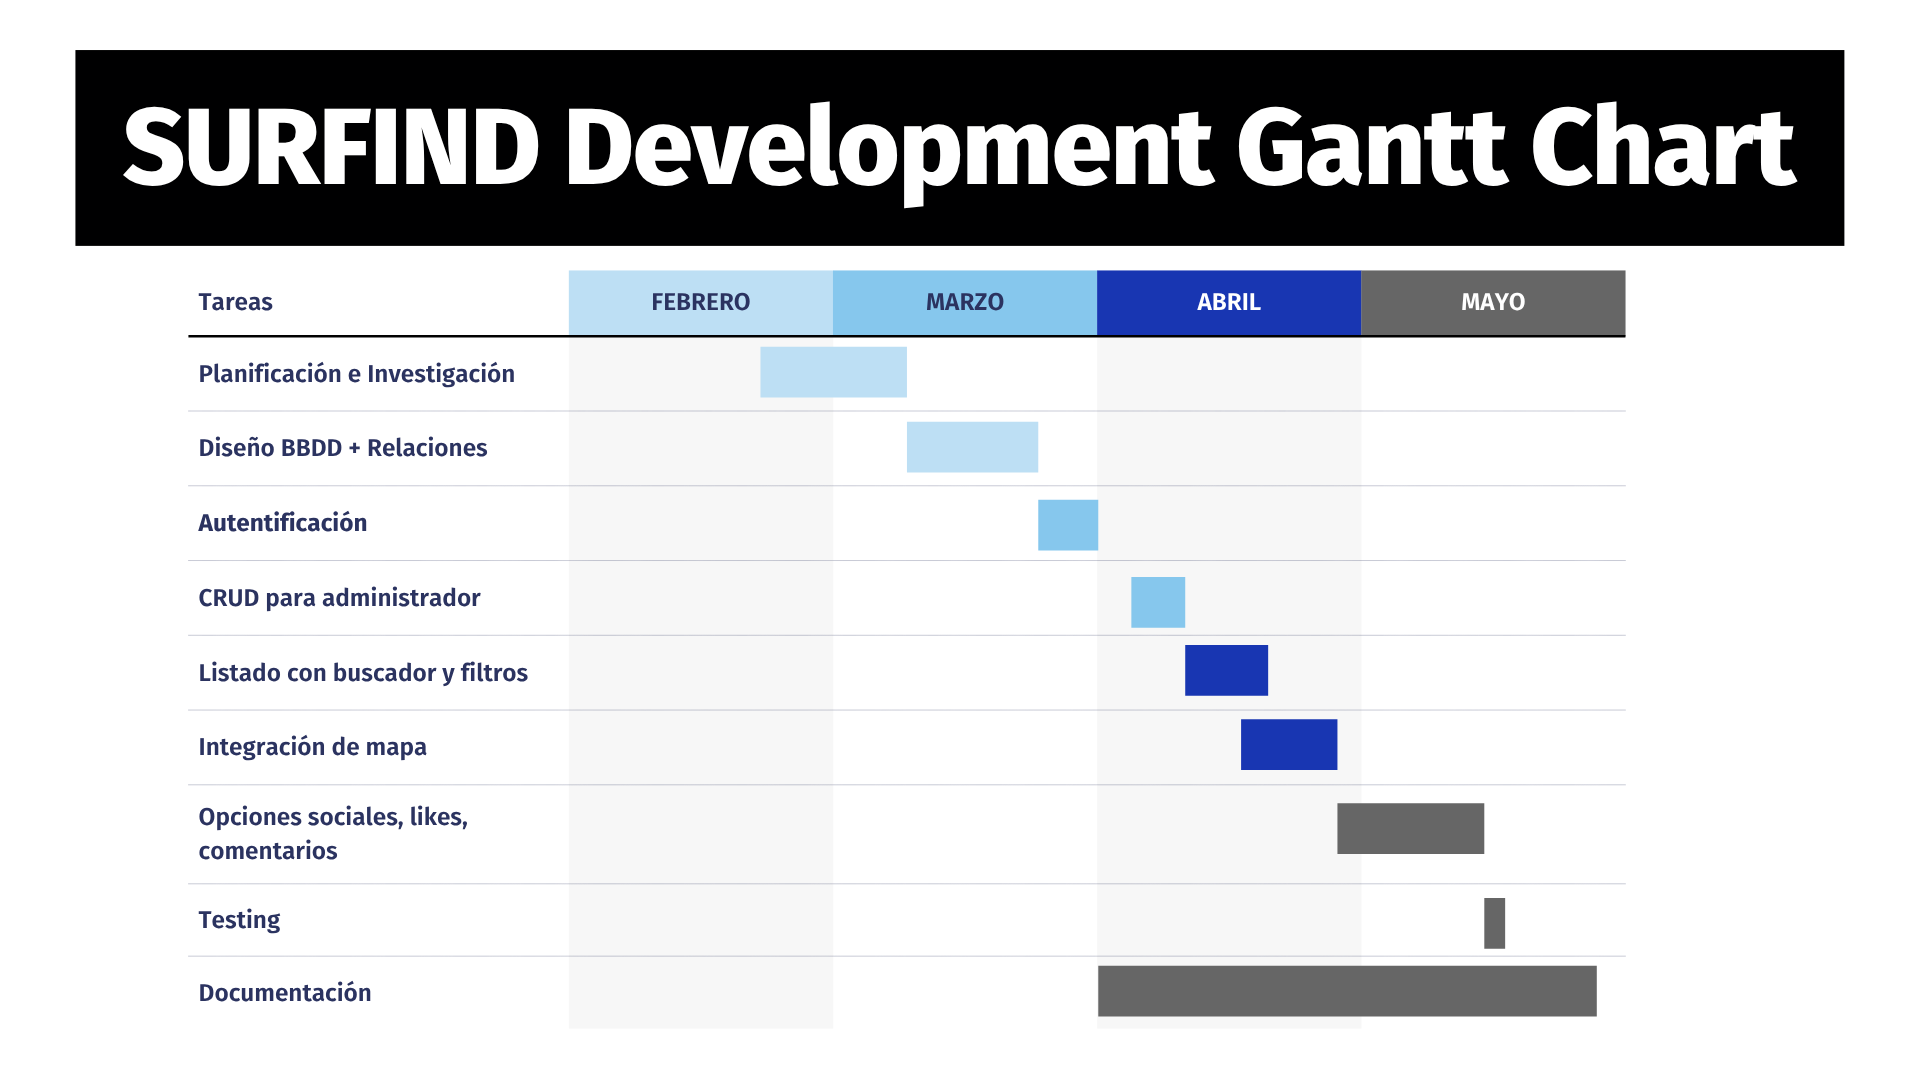 SURFIND Development Gantt Chart
Tareas FEBRERO MARZO ABRIL MAYO
Planificación e Investigación
Diseño BBDD + Relaciones
Autentificación
CRUD para administrador
Listado con buscador y filtros
Integración de mapa
Opciones sociales, likes,
comentarios
Testing
Documentación